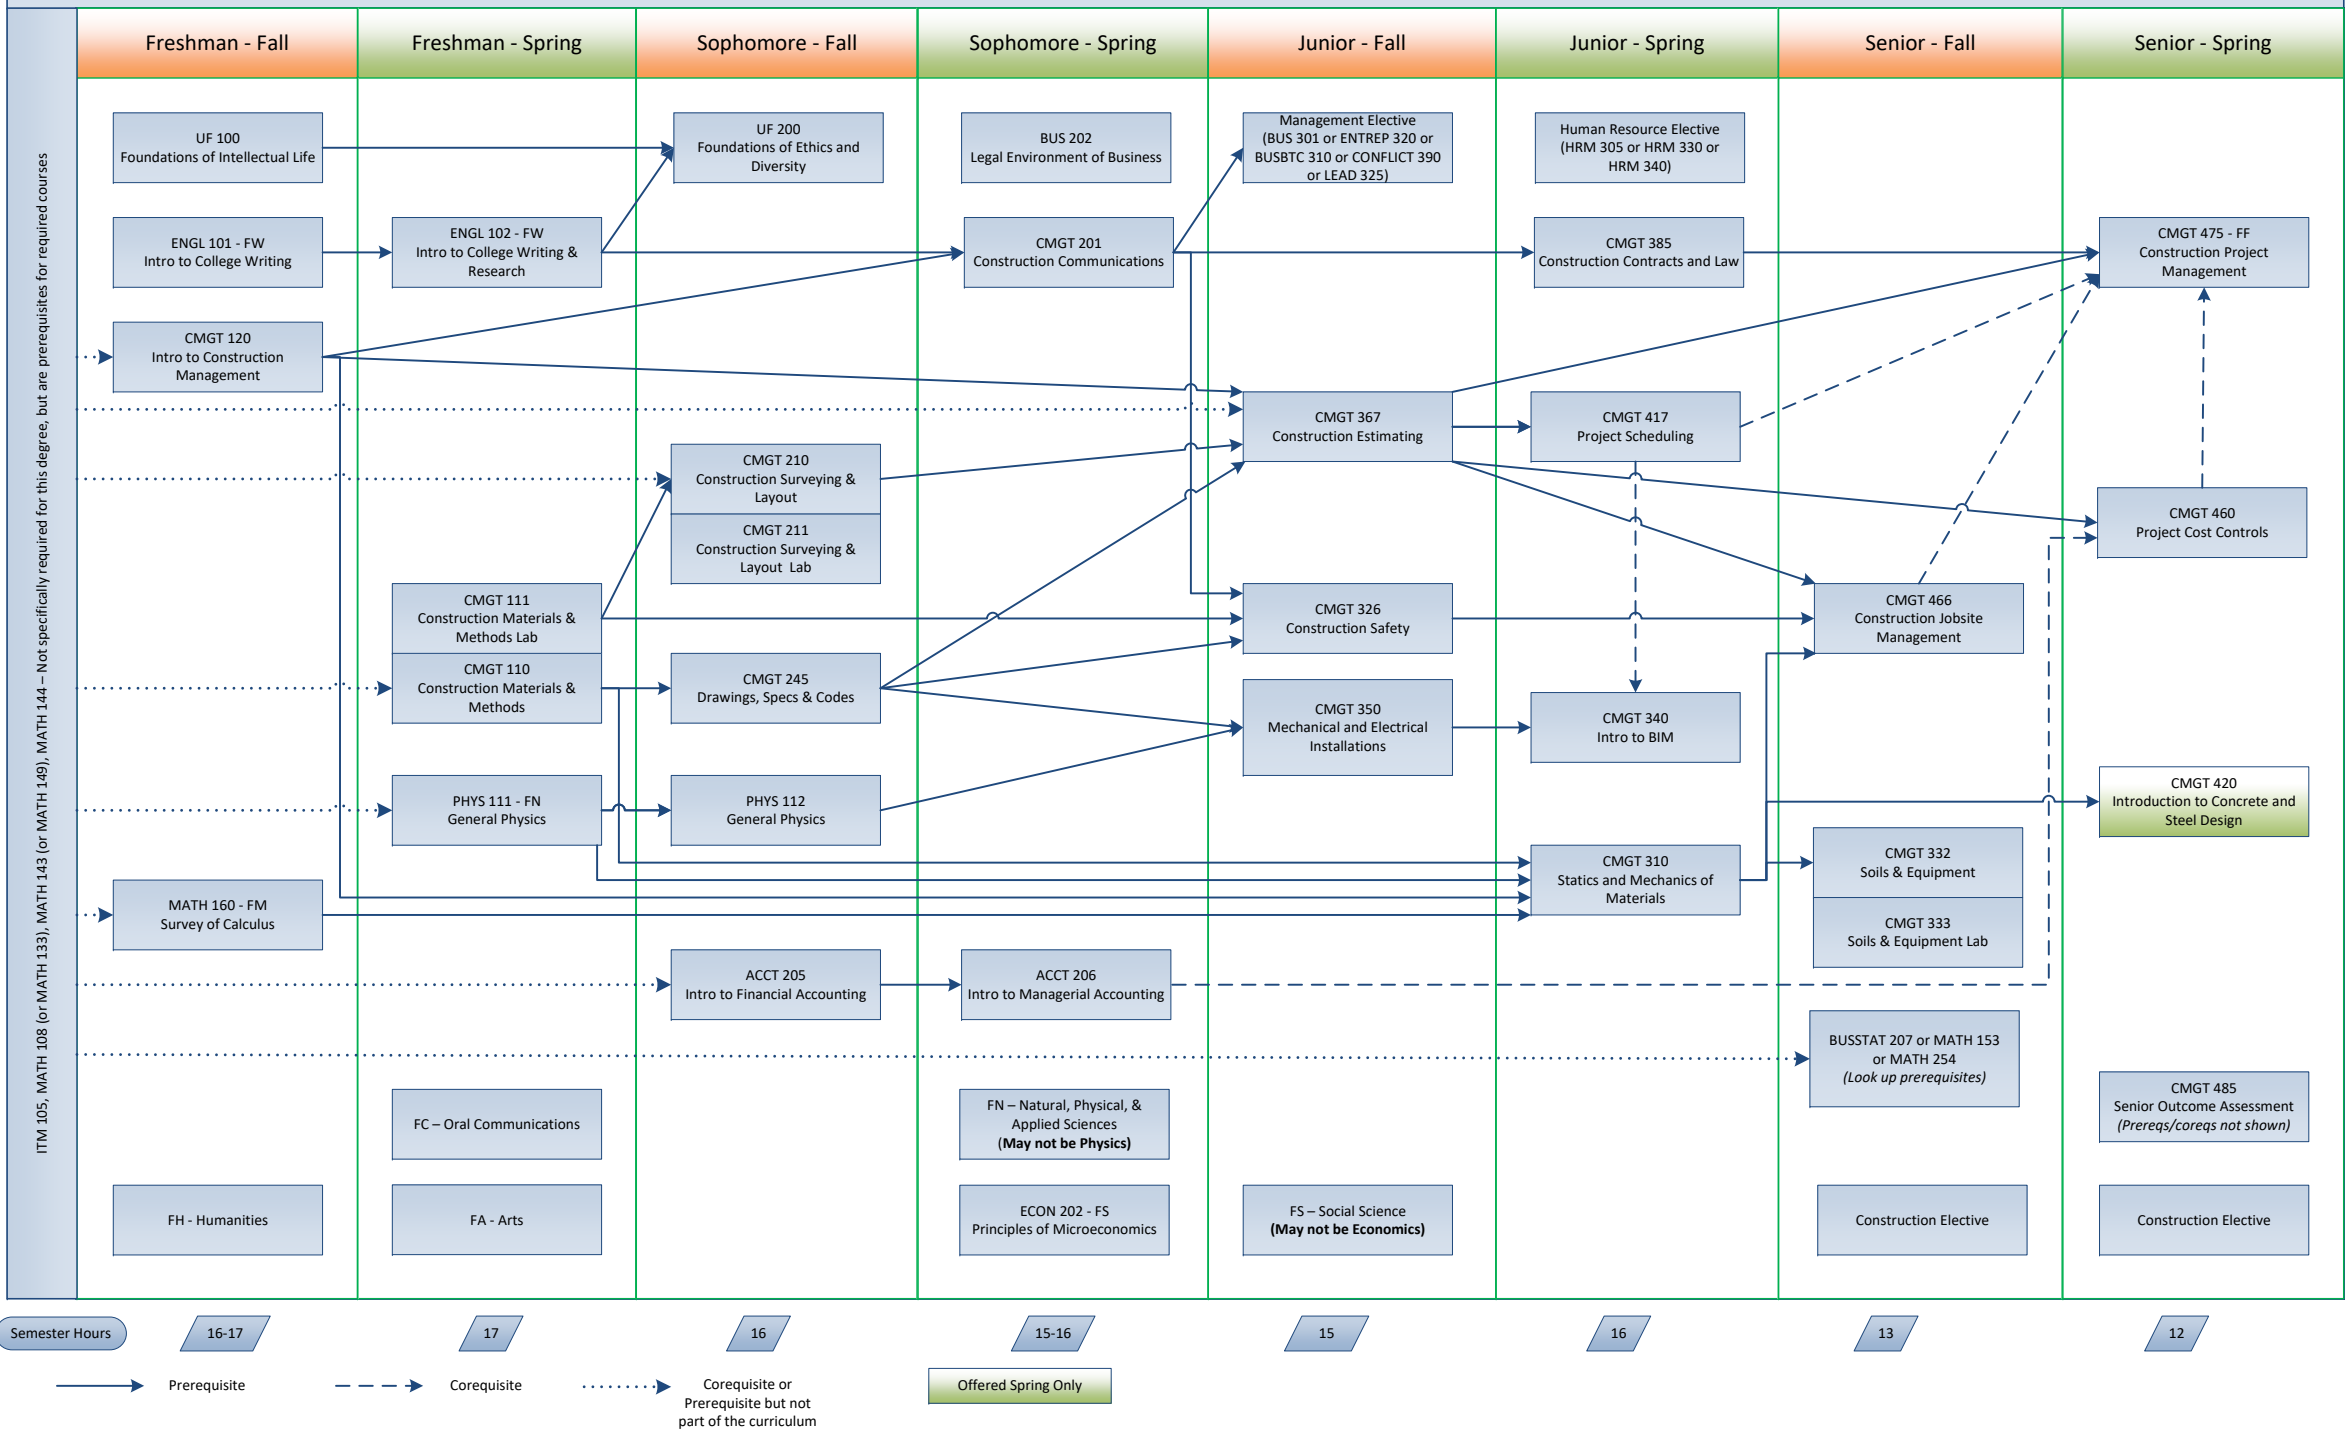 Freshman - Fall
Freshman - Spring
Sophomore - Fall
Sophomore - Spring
Junior - Fall
Junior - Spring
Senior - Fall
Senior - Spring
ITM 105, MATH 108 (or MATH 133), MATH 143 (or MATH 149), MATH 144 – Not specifically required for this degree, but are prerequisites for required courses
UF 100
Foundations of Intellectual Life
UF 200
Foundations of Ethics and
Diversity
BUS 202
Legal Environment of Business
Management Elective
(BUS 301 or ENTREP 320 or
BUSBTC 310 or CONFLICT 390
or LEAD 325)
Human Resource Elective
(HRM 305 or HRM 330 or
HRM 340)
ENGL 101 - FW
Intro to College Writing
ENGL 102 - FW
Intro to College Writing &
Research
CMGT 201
Construction Communications
CMGT 385
Construction Contracts and Law
CMGT 475 - FF
Construction Project
Management
CMGT 120
Intro to Construction
Management
CMGT 367
Construction Estimating
CMGT 417
Project Scheduling
CMGT 210
Construction Surveying &
Layout
CMGT 211
Construction Surveying &
Layout Lab
CMGT 460
Project Cost Controls
CMGT 111
Construction Materials &
Methods Lab
CMGT 326
Construction Safety
CMGT 466
Construction Jobsite
Management
CMGT 110
Construction Materials &
Methods
CMGT 245
Drawings, Specs & Codes
CMGT 350
Mechanical and Electrical
Installations
CMGT 340
Intro to BIM
PHYS 111 - FN
General Physics
PHYS 112
General Physics
CMGT 420
Introduction to Concrete and
Steel Design
CMGT 310
Statics and Mechanics of
Materials
CMGT 332
Soils & Equipment
CMGT 333
Soils & Equipment Lab
MATH 160 - FM
Survey of Calculus
ACCT 205
Intro to Financial Accounting
ACCT 206
Intro to Managerial Accounting
BUSSTAT 207 or MATH 153
or MATH 254
(Look up prerequisites)
FC – Oral Communications
FN – Natural, Physical, &
Applied Sciences
(May not be Physics)
CMGT 485
Senior Outcome Assessment
(Prereqs/coreqs not shown)
FH - Humanities
FA - Arts
ECON 202 - FS
Principles of Microeconomics
FS – Social Science
(May not be Economics)
Construction Elective
Construction Elective
Semester Hours
16-17
17
16
15-16
15
16
13
12
Prerequisite
Corequisite
Corequisite or
Prerequisite but not
part of the curriculum
Offered Spring Only